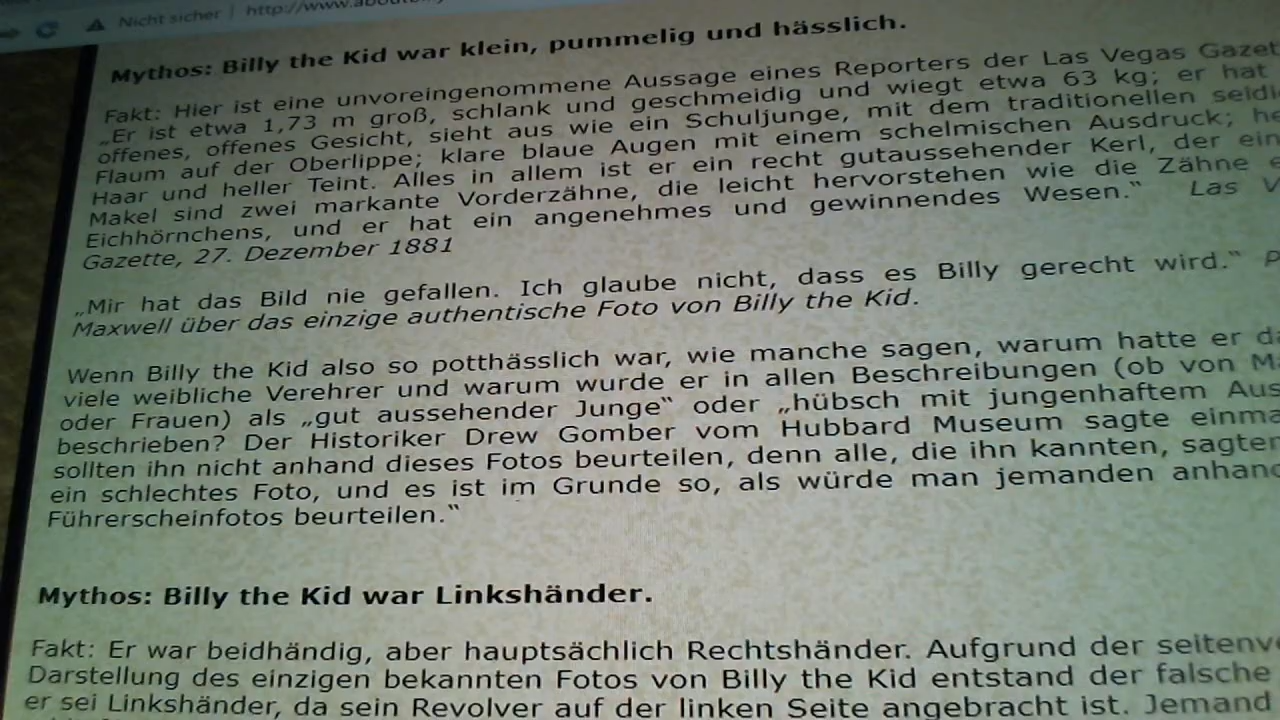 Nicht sicher | http://www.
Mythos: Billy the Kid war klein, pummelig und hässlich.
Fakt: Hier ist eine unvoreingenommene Aussage eines Reporters der Las Vegas
„Er ist etwa 1,73 m groß, schlank und geschmeidig und wiegt etwa 63 kg; er hat
offenes, offenes Gesicht, sieht aus wie ein Schuljunge, mit dem traditionellen
Flaum auf der Oberlippe; klare blaue Augen mit einem schelmischen Ausdruck;
Haar und heller Teint. Alles in allem ist er ein recht gutaussehender Kerl, der
Makel sind zwei markante Vorderzähne, die leicht hervorstehen wie die Zähne
Eichhörnchens, und er hat ein angenehmes und gewinnendes Wesen.“ Las
Gazette, 27. Dezember 1881
„Mir hat das Bild nie gefallen. Ich glaube nicht, dass es Billy gerecht wird.“
Maxwell über das einzige authentische Foto von Billy the Kid.
Wenn Billy the Kid also so potthässlich war, wie manche sagen, warum hatte er
viele weibliche Verehrer und warum wurde er in allen Beschreibungen (ob von
oder Frauen) als „gut aussehender Junge“ oder „hübsch mit jungenhaftem
beschrieben? Der Historiker Drew Gomber vom Hubbard Museum sagte
sollten ihn nicht anhand dieses Fotos beurteilen, denn alle, die ihn kannten,
ein schlechtes Foto, und es ist im Grunde so, als würde man jemanden
Führerscheinfotos beurteilen.“
Mythos: Billy the Kid war Linkshänder.
Fakt: Er war beidhändig, aber hauptsächlich Rechtshänder. Aufgrund der
Darstellung des einzigen bekannten Fotos von Billy the Kid entstand der falsche
er sei Linkshänder, da sein Revolver auf der linken Seite angebracht ist. Jemand